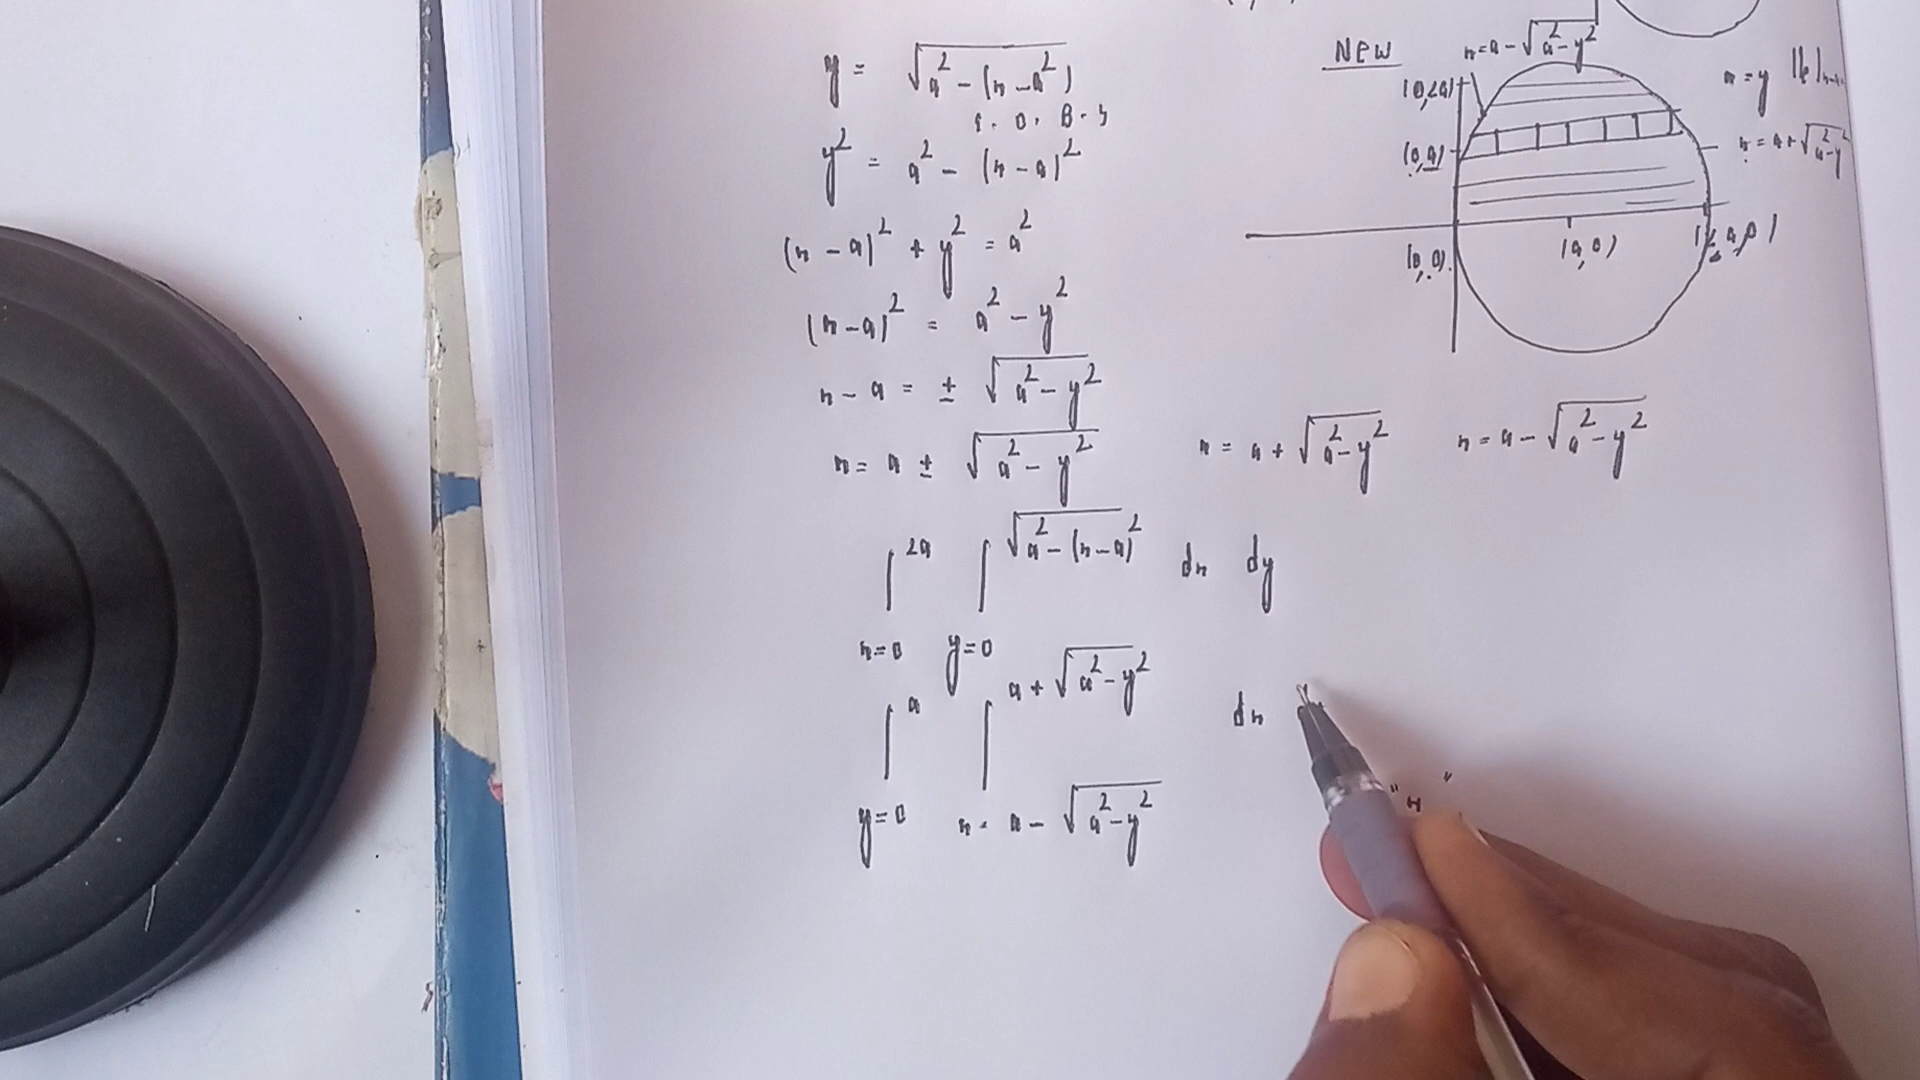 y = √a² - (x - a²)
S. O. B. S
y² = a² - (x - a)²
(x - a)² + y² = a²
(x - a)² = a² - y²
x - a = ± √a² - y²
x = a ± √a² - y²
x = a + √a² - y²
x = a - √a² - y²
∫ 2a ∫ √a² - (x - a)² dx dy
x = 0 y = 0
∫ a ∫ a + √a² - y² dx
y = 0 x = a - √a² - y²
"x"
NEW
x = a - √a² - y²
(0, 2a)
x = y
(0, a)
x = a + √a² - y²
(0, 0)
(a, 0)
(2a, 0)